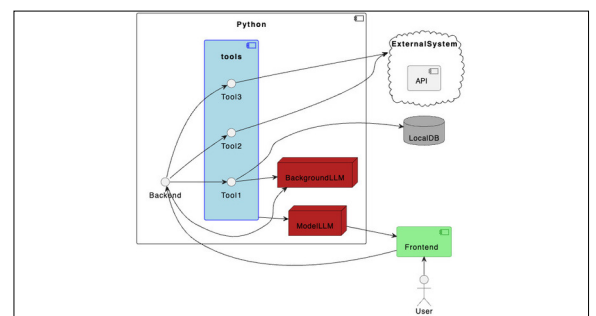 Python
tools
ExternalSystem
API
Tool3
Tool2
LocalDB
BackgroundLLM
Backend
Tool1
ModelLLM
Frontend
User